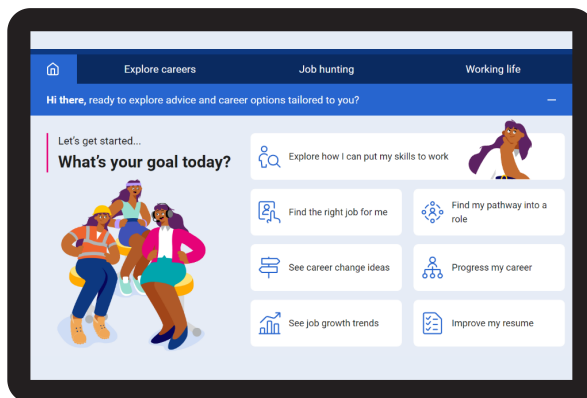 Explore careers
Job hunting
Working life
Hi there, ready to explore advice and career options tailored to you?
Let's get started...
What's your goal today?
Explore how I can put my skills to work
Find the right job for me
Find my pathway into a
role
See career change ideas
Progress my career
See job growth trends
Improve my resume